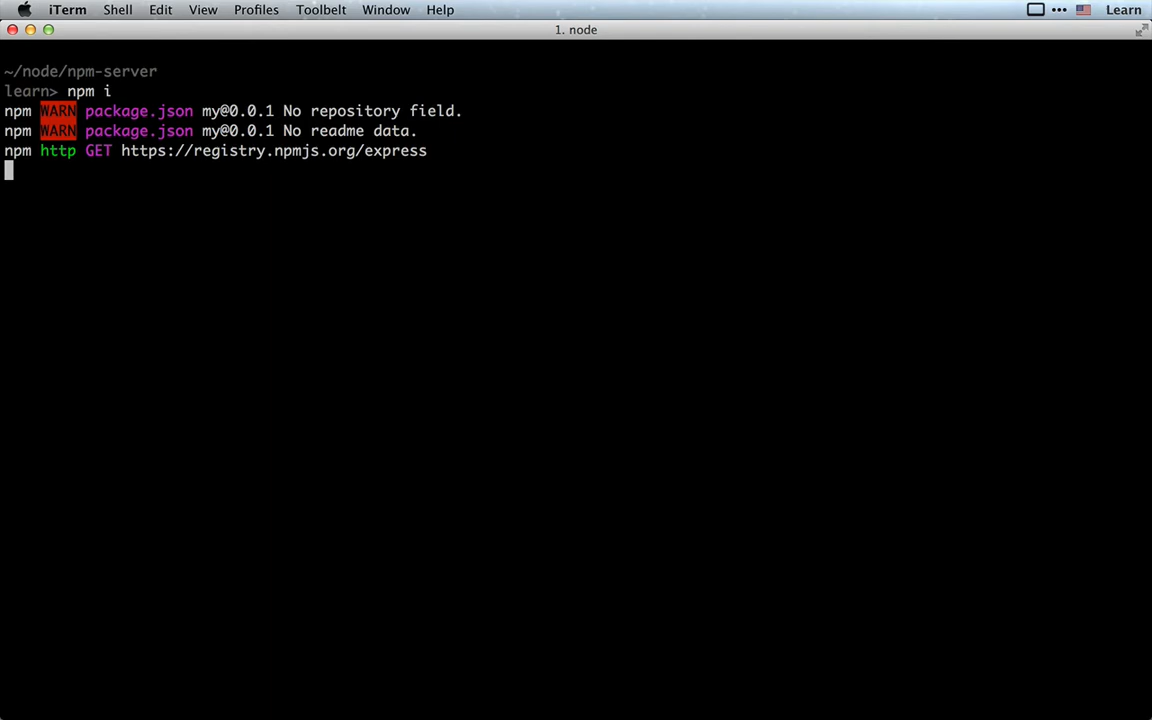 iTerm Shell Edit View Profiles Toolbelt Window Help Learn
1. node
~/node/npm-server
learn> npm i
npm WARN package.json my@0.0.1 No repository field.
npm WARN package.json my@0.0.1 No readme data.
npm http GET https://registry.npmjs.org/express